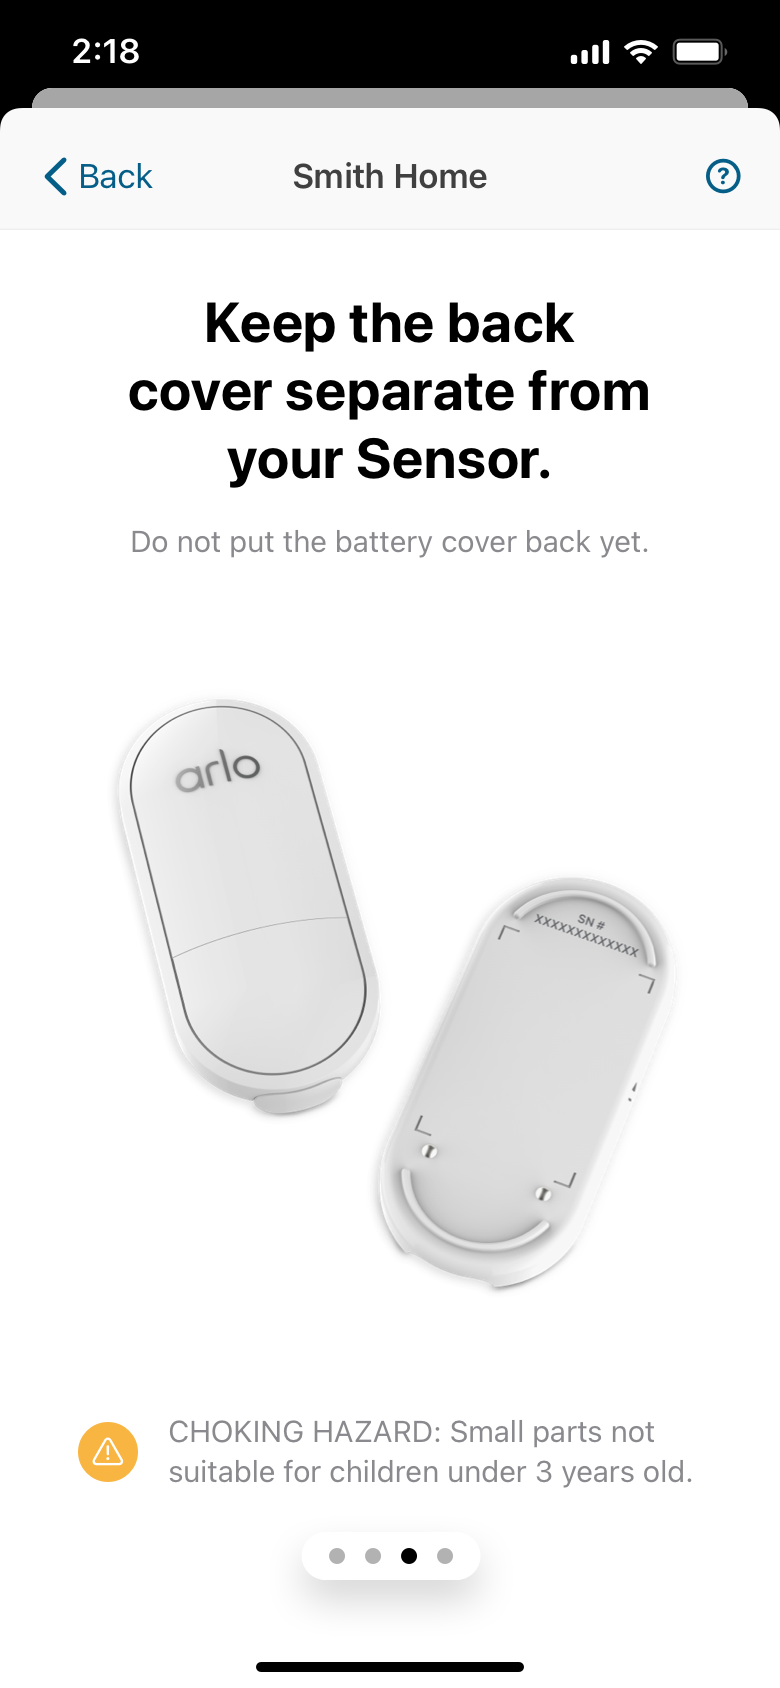 2:18
Back
Smith Home
Keep the back
cover separate from
your Sensor.
Do not put the battery cover back yet.
arlo
SN #
XXXXXXXXXXXXX
CHOKING HAZARD: Small parts not
suitable for children under 3 years old.